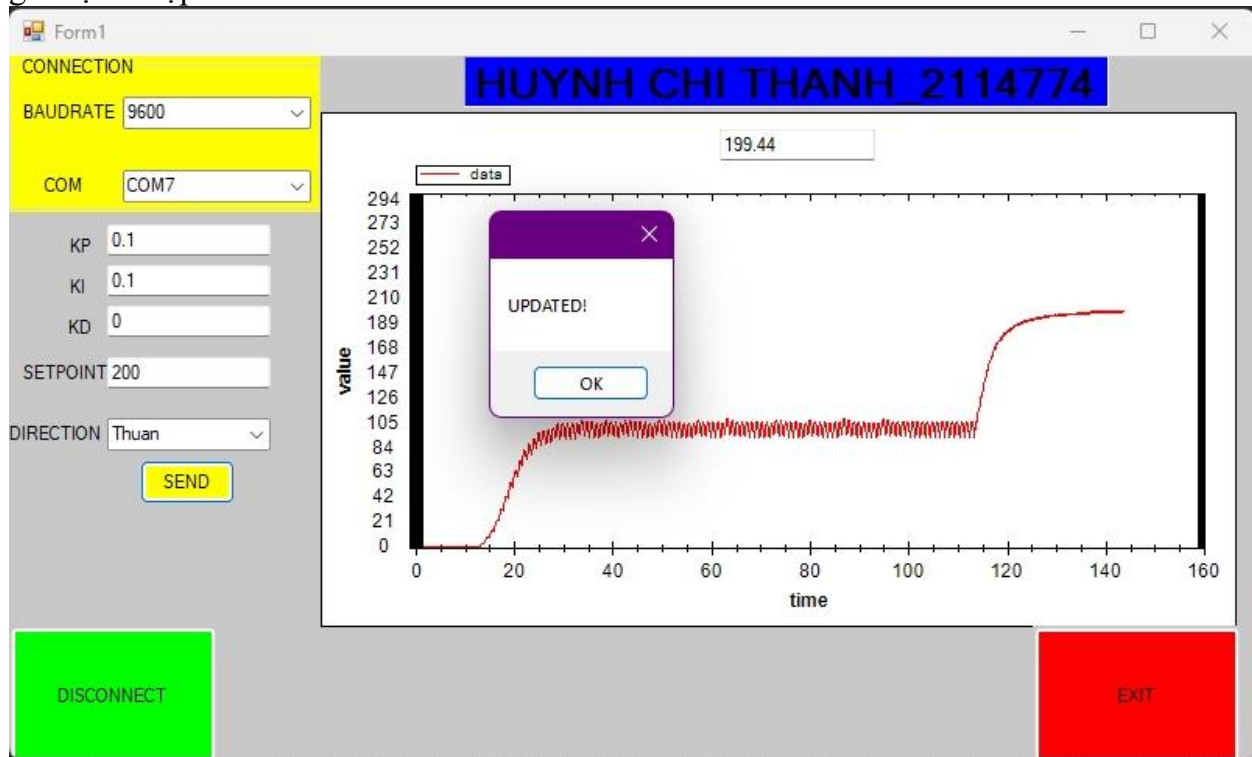 Form1
CONNECTION
HUYNH CHI THANH_2114774
BAUDRATE 9600
199.44
data
COM COM7
KP 0.1
KI 0.1
KD 0
SETPOINT 200
DIRECTION Thuan
SEND
UPDATED!
OK
value
294
273
252
231
210
189
168
147
126
105
84
63
42
21
0
0 20 40 60 80 100 120 140 160
time
DISCONNECT
EXIT